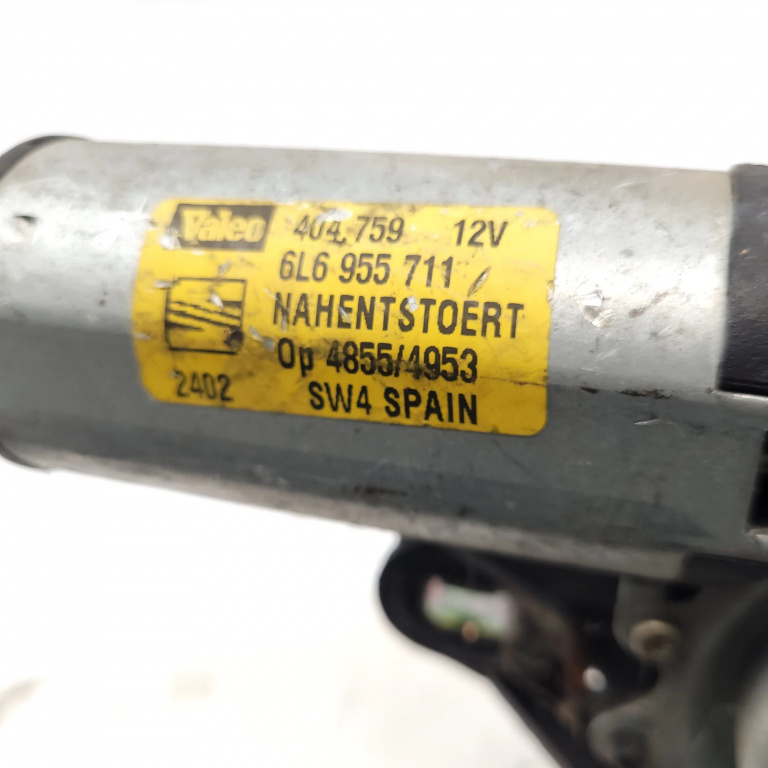 Valeo 404.759 12V
6L6 955 711
NAHENTSTOERT
Op 4855/4953
2402 SW4 SPAIN